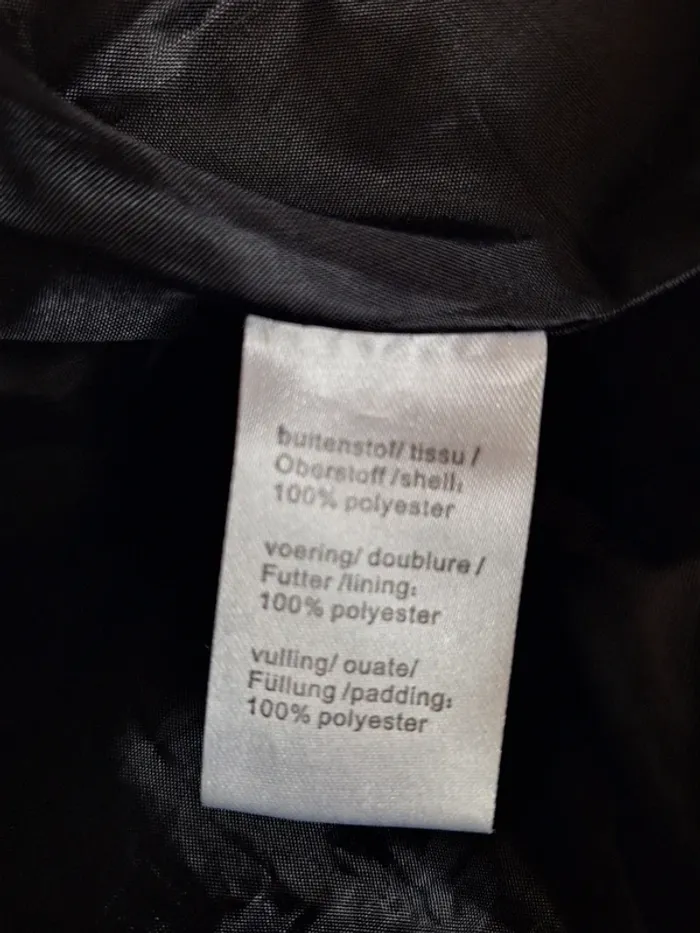 buitenstof/ tissu /
Oberstoff /shell:
100% polyester
voering/ doublure /
Futter /lining:
100% polyester
vulling/ ouate/
Füllung /padding:
100% polyester